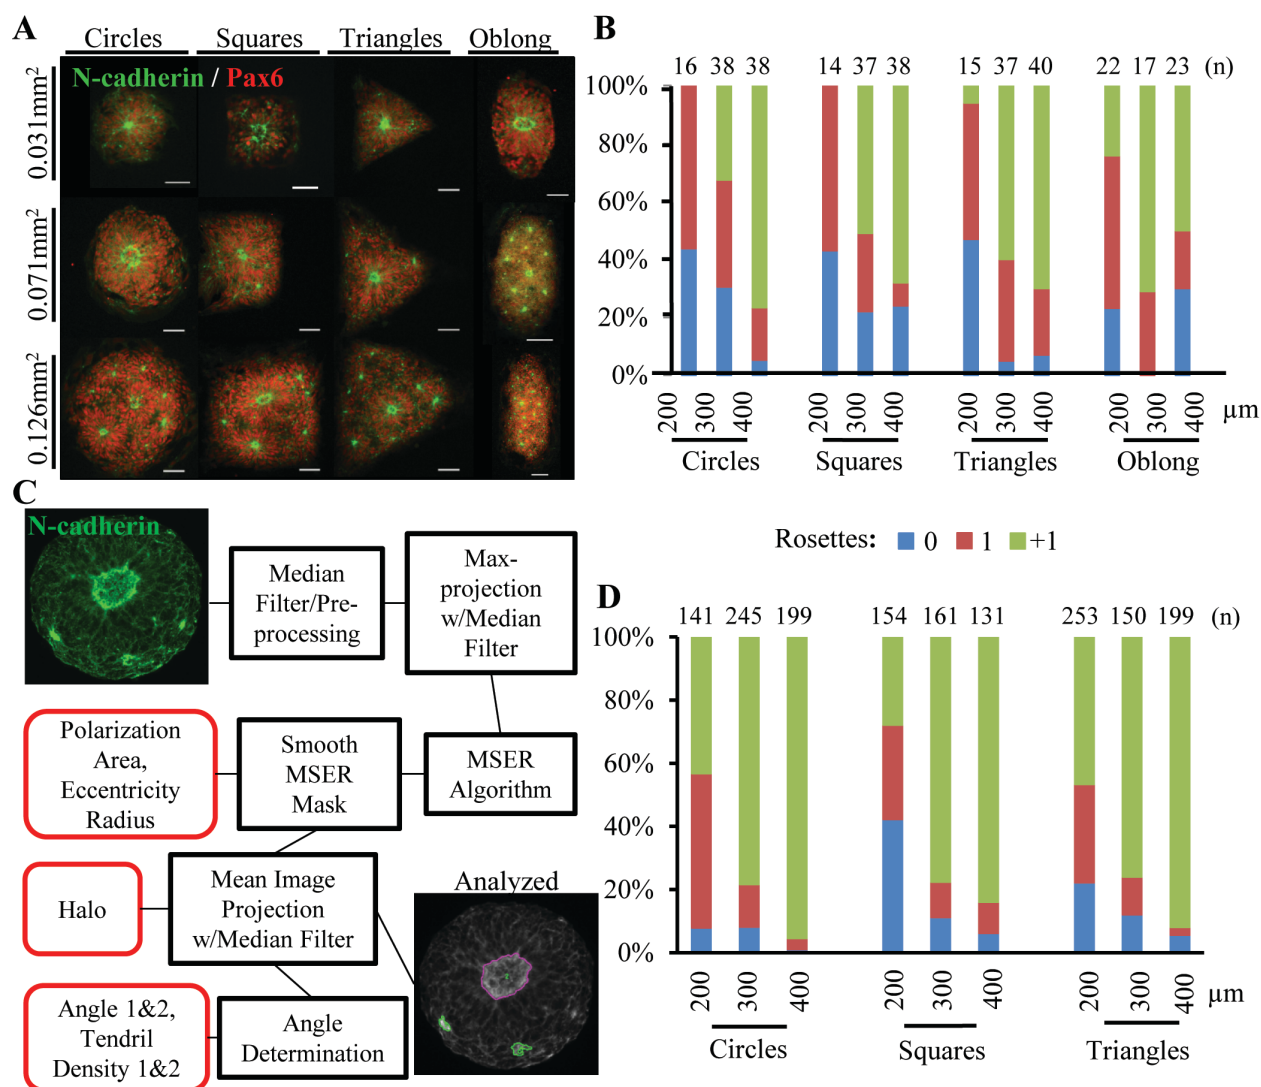 A
Circles Squares Triangles Oblong
N-cadherin / Pax6
0.031mm²
0.071mm²
0.126mm²
B
16 38 38 14 37 38 15 37 40 22 17 23 (n)
100%
80%
60%
40%
20%
0%
200 300 400 200 300 400 200 300 400 200 300 400 µm
Circles Squares Triangles Oblong
Rosettes: 0 1 +1
C
N-cadherin
Median
Filter/Pre-
processing
Max-
projection
w/Median
Filter
Polarization
Area,
Eccentricity
Radius
Smooth
MSER
Mask
MSER
Algorithm
Halo
Mean Image
Projection
w/Median Filter
Analyzed
Angle 1&2,
Tendril
Density 1&2
Angle
Determination
D
141 245 199 154 161 131 253 150 199 (n)
100%
80%
60%
40%
20%
0%
200 300 400 200 300 400 200 300 400 µm
Circles Squares Triangles